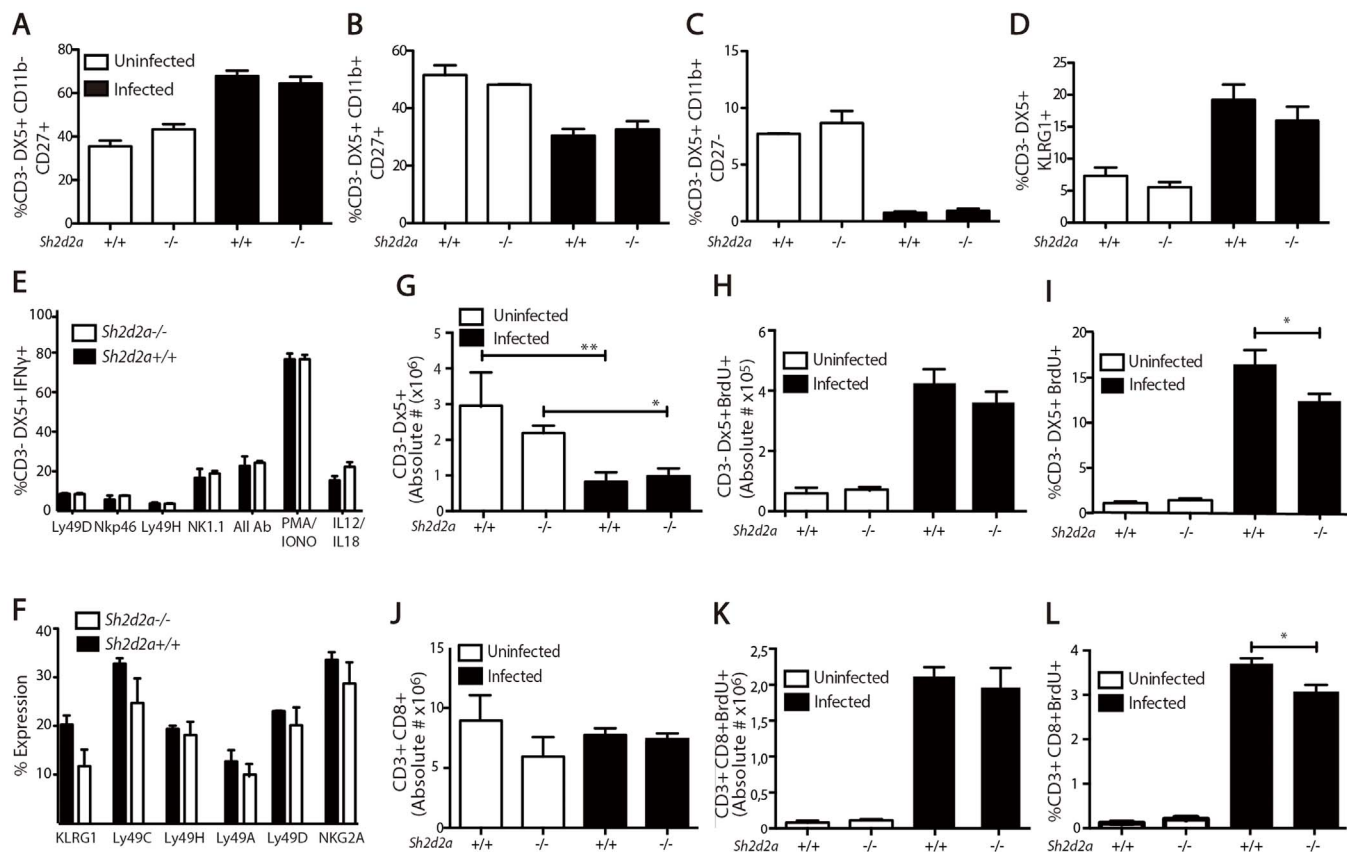 A
%CD3- DX5+ CD11b-
CD27+
80
60
40
20
0
Uninfected
Infected
Sh2d2a +/+ -/- +/+ -/-
B
%CD3- DX5+ CD11b+
CD27+
60
40
20
0
Sh2d2a +/+ -/- +/+ -/-
C
%CD3- DX5+ CD11b+
CD27-
15
10
5
0
Sh2d2a +/+ -/- +/+ -/-
D
%CD3- DX5+
KLRG1+
25
20
15
10
5
0
Sh2d2a +/+ -/- +/+ -/-
E
%CD3- DX5+ IFNγ+
100
80
60
40
20
0
Sh2d2a-/-
Sh2d2a+/+
Ly49D Nkp46 Ly49H NK1.1 All Ab PMA/ IL12/
IONO IL18
G
CD3- Dx5+
(Absolute # (x10⁶)
5
4
3
2
1
0
Uninfected
Infected
**
*
Sh2d2a +/+ -/- +/+ -/-
H
CD3- Dx5+BrdU+
(Absolute # x10⁵)
6
4
2
0
Uninfected
Infected
Sh2d2a +/+ -/- +/+ -/-
I
%CD3- DX5+ BrdU+
20
15
10
5
0
Uninfected
Infected
*
Sh2d2a +/+ -/- +/+ -/-
F
% Expression
40
30
20
10
Sh2d2a-/-
Sh2d2a+/+
KLRG1 Ly49C Ly49H Ly49A Ly49D NKG2A
J
CD3+ CD8+
(Absolute # x10⁶)
15
10
5
0
Uninfected
Infected
Sh2d2a +/+ -/- +/+ -/-
K
CD3+ CD8+BrdU+
(Absolute # x10⁶)
2,5
2,0
1,5
1,0
0,5
0
Uninfected
Infected
Sh2d2a +/+ -/- +/+ -/-
L
%CD3+ CD8+BrdU+
4
3
2
1
0
Uninfected
Infected
*
Sh2d2a +/+ -/- +/+ -/-